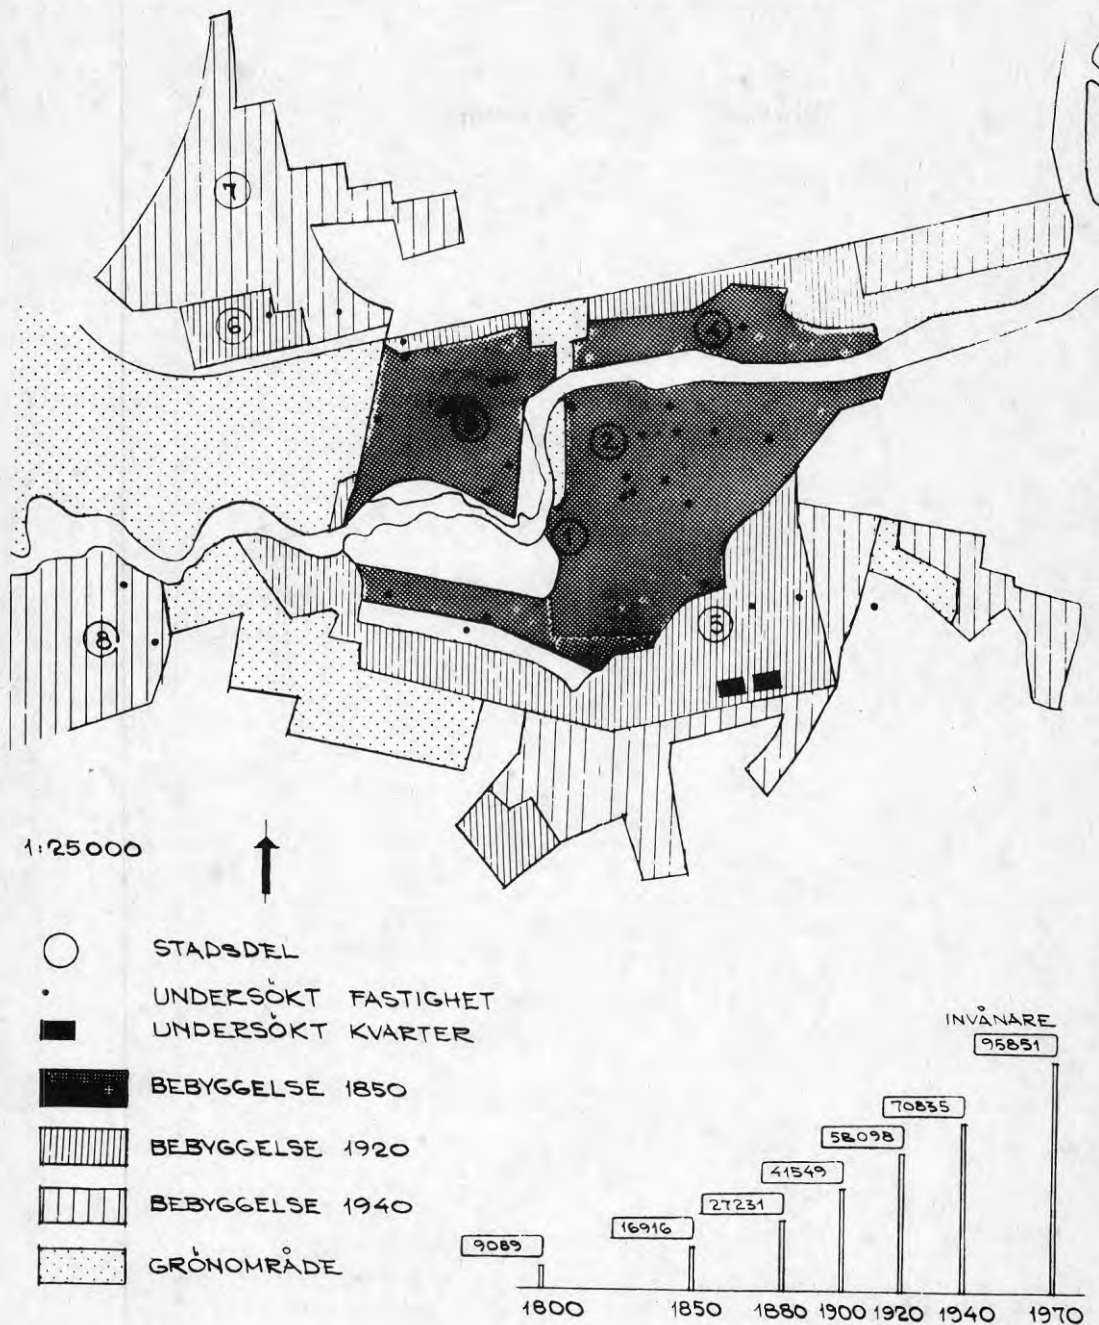 7
6
4
3
2
1
5
8
1:25000
STADSDEL
UNDERSÖKT FASTIGHET
UNDERSÖKT KVARTER
BEBYGGELSE 1850
BEBYGGELSE 1920
BEBYGGELSE 1940
GRÖNOMRÅDE
INVÅNARE
95851
70835
58098
41549
27231
16916
9089
1800 1850 1880 1900 1920 1940 1970